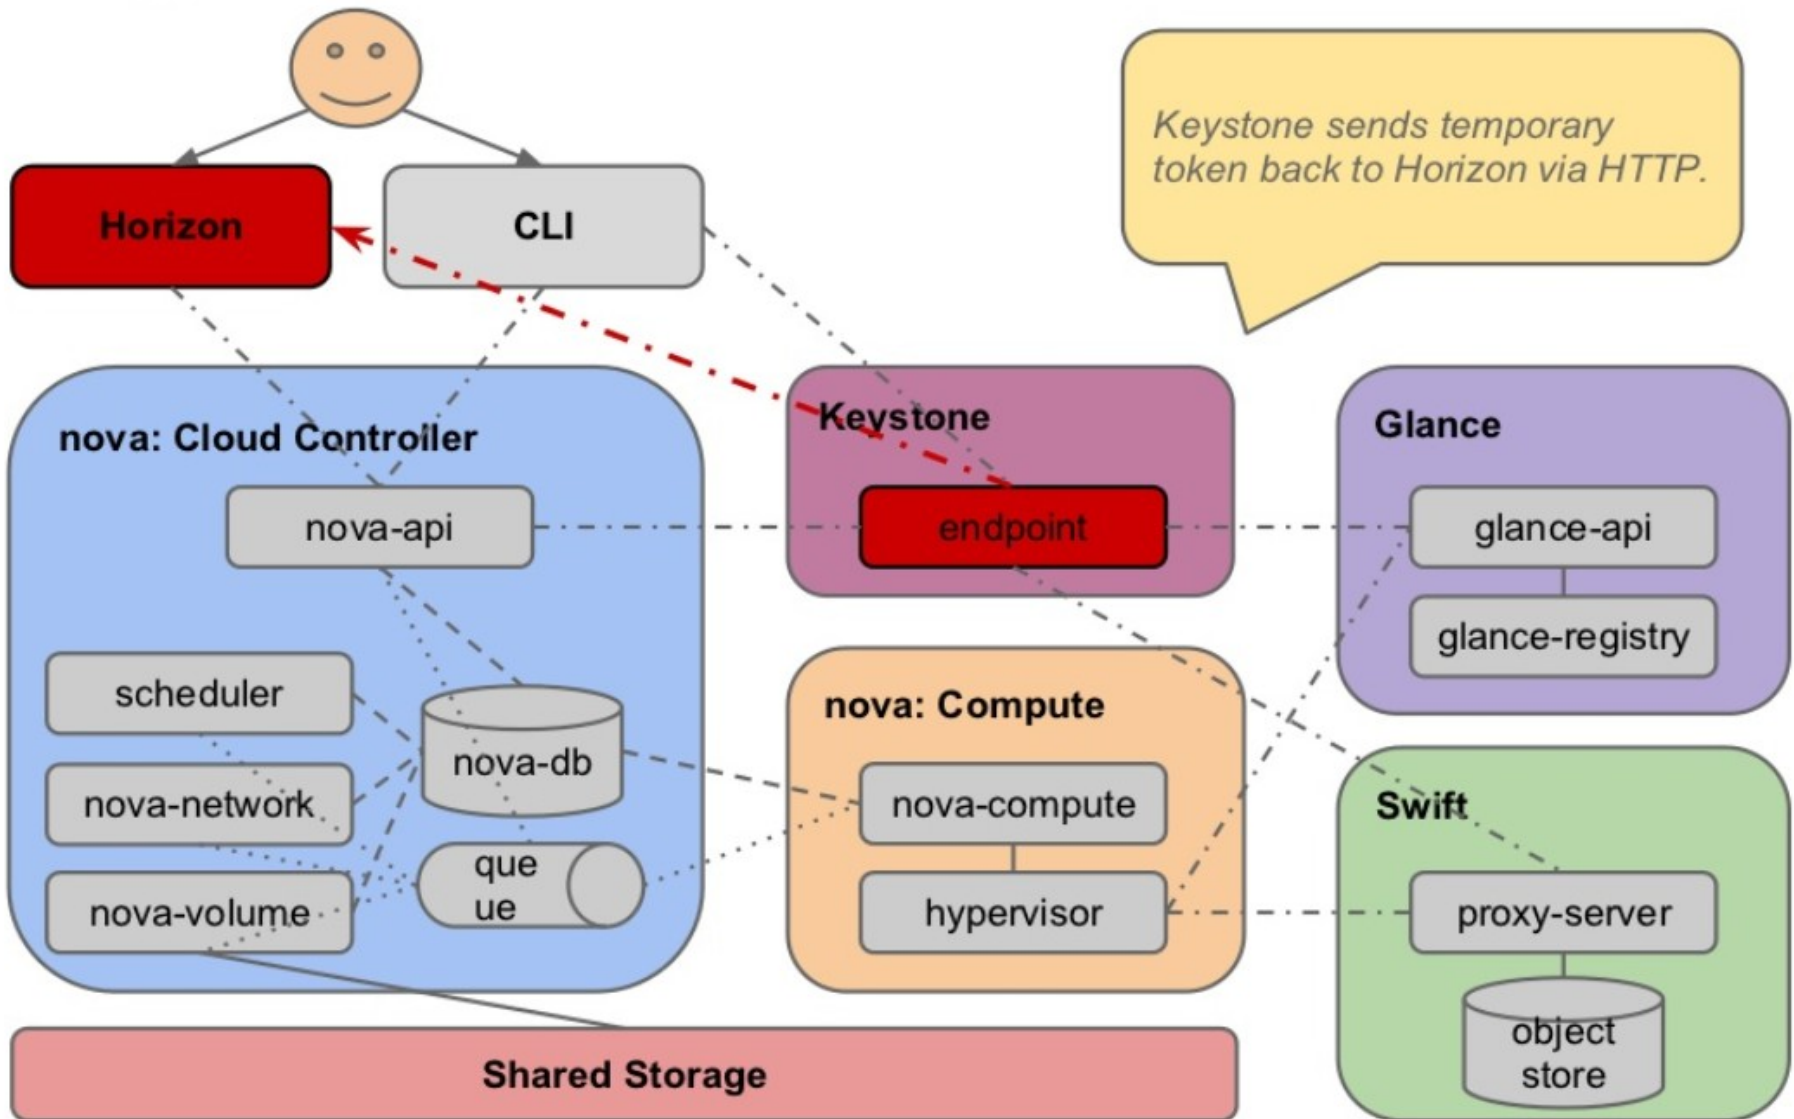 Keystone sends temporary
token back to Horizon via HTTP.
Horizon
CLI
nova: Cloud Controller
Keystone
Glance
nova-api
endpoint
glance-api
glance-registry
scheduler
nova-db
nova: Compute
nova-network
nova-compute
Swift
que
ue
nova-volume
hypervisor
proxy-server
object
store
Shared Storage